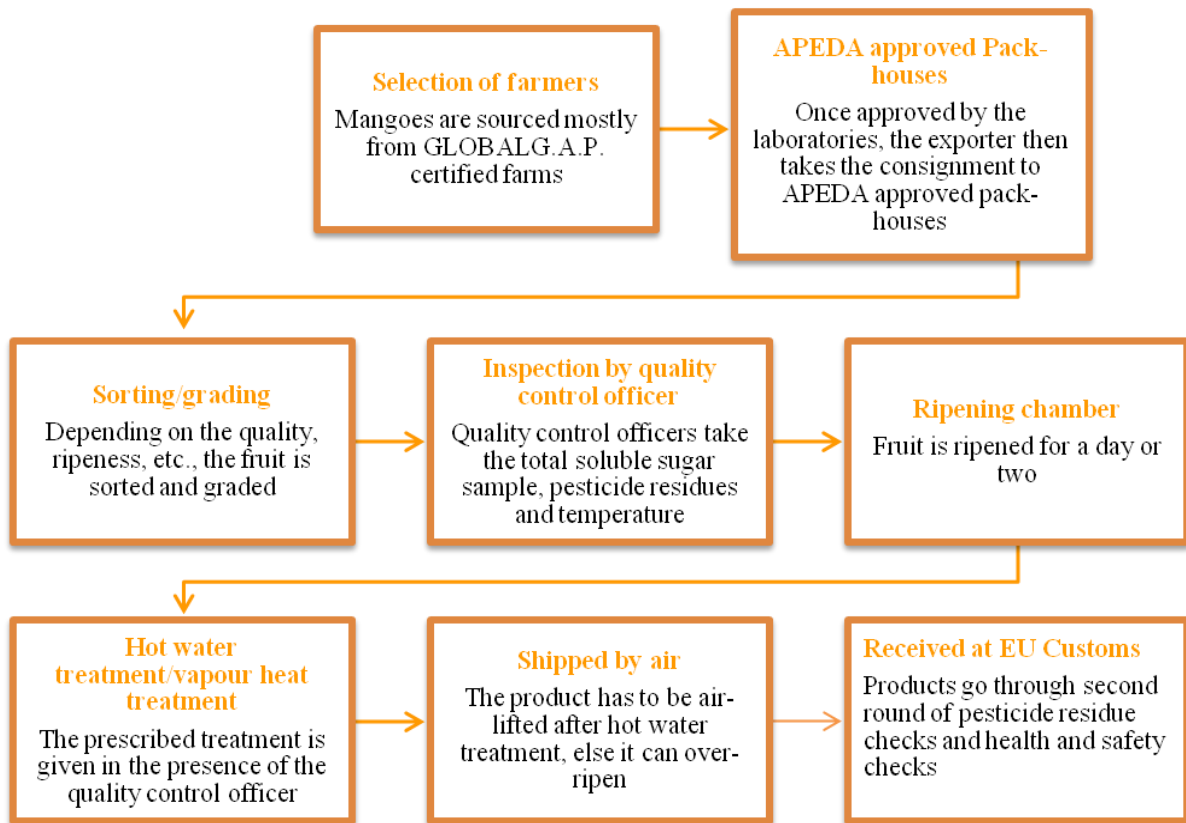 Selection of farmers
Mangoes are sourced mostly
from GLOBALG.A.P.
certified farms
APEDA approved Pack-
houses
Once approved by the
laboratories, the exporter then
takes the consignment to
APEDA approved pack-
houses
Sorting/grading
Depending on the quality,
ripeness, etc., the fruit is
sorted and graded
Inspection by quality
control officer
Quality control officers take
the total soluble sugar
sample, pesticide residues
and temperature
Ripening chamber
Fruit is ripened for a day or
two
Hot water
treatment/vapour heat
treatment
The prescribed treatment is
given in the presence of the
quality control officer
Shipped by air
The product has to be air-
lifted after hot water
treatment, else it can over-
ripen
Received at EU Customs
Products go through second
round of pesticide residue
checks and health and safety
checks